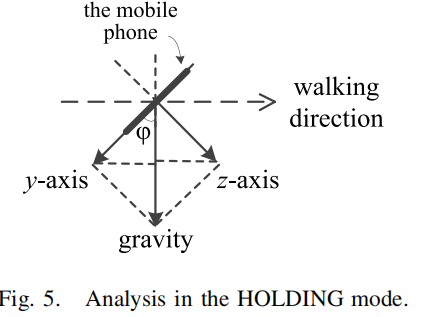 the mobile
phone
walking
direction
φ
y-axis
z-axis
gravity
Fig. 5. Analysis in the HOLDING mode.